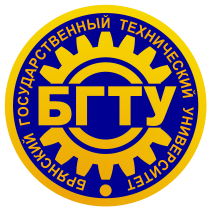 БРЯНСКИЙ ГОСУДАРСТВЕННЫЙ ТЕХНИЧЕСКИЙ УНИВЕРСИТЕТ
БГТУ